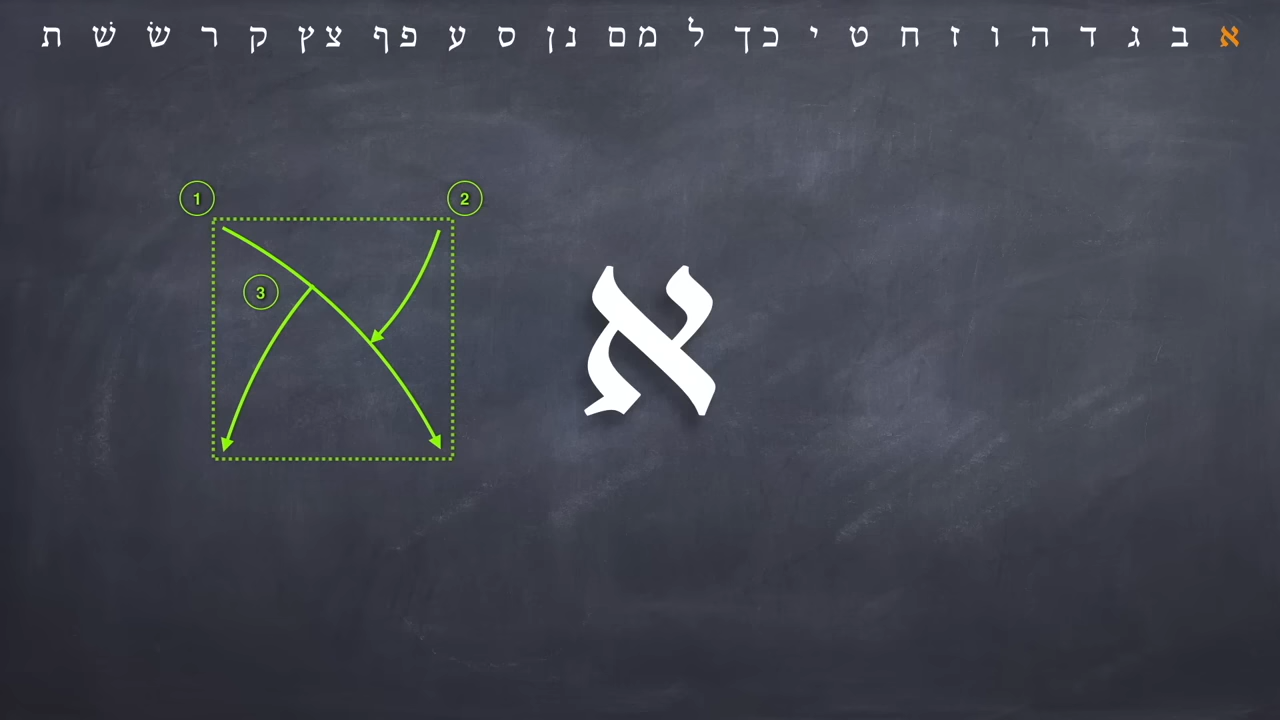 א ב ג ד ה ו ז ח ט י כ ך ל מ ם נ ן ס ע פ ף צ ץ ק ר שׂ שׁ ת
1 2
3
א